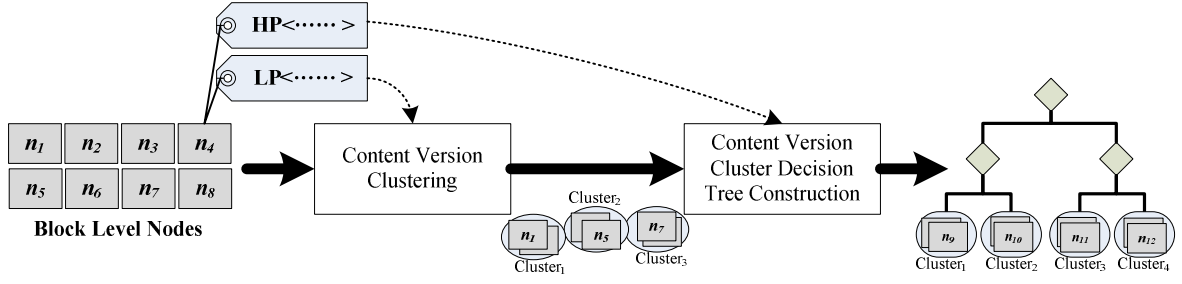 HP<······ >
LP<······ >
n1 n2 n3 n4
n5 n6 n7 n8
Block Level Nodes
Content Version
Clustering
n1
Cluster1
Cluster2
n5
n7
Cluster3
Content Version
Cluster Decision
Tree Construction
n9 n10 n11 n12
Cluster1 Cluster2 Cluster3 Cluster4